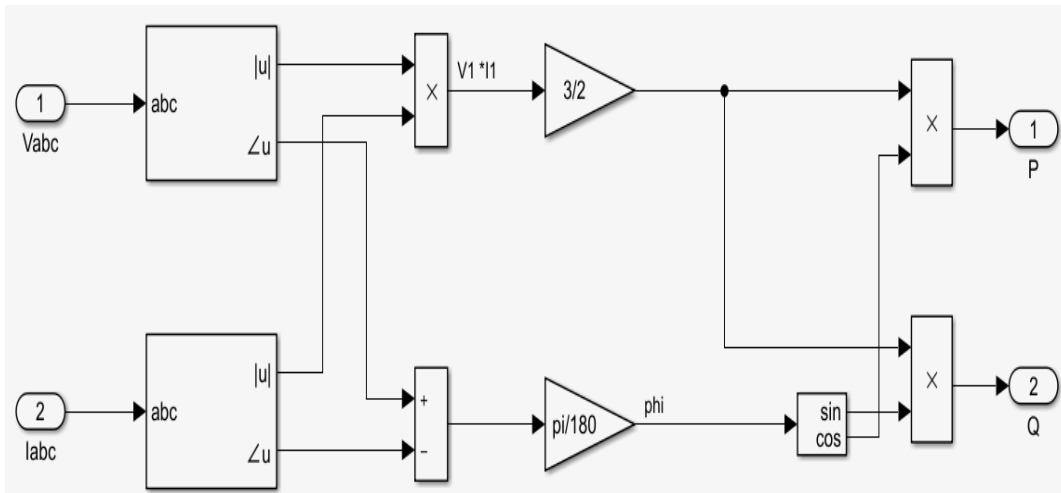 |u|
abc
∠u
1
Vabc
×
V1 *I1
3/2
×
1
P
|u|
abc
∠u
2
Iabc
+
−
pi/180
phi
sin
cos
×
2
Q